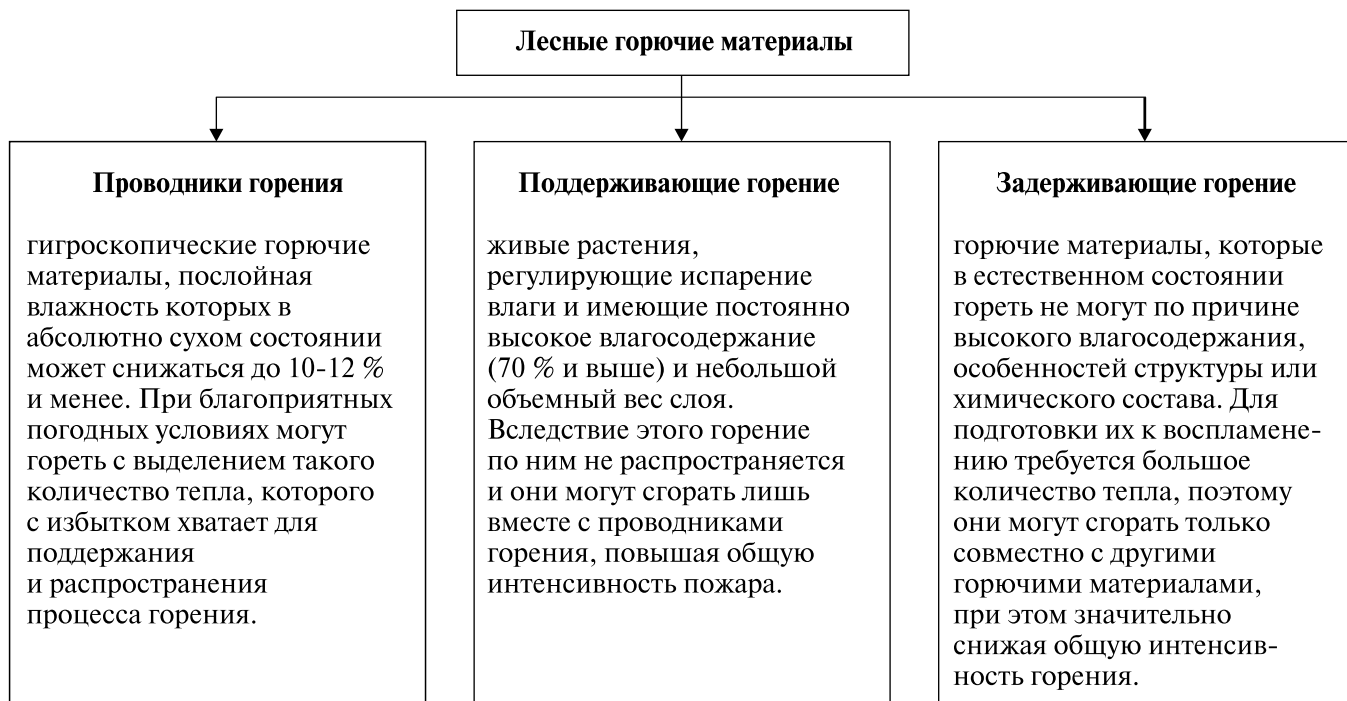 Лесные горючие материалы
Проводники горения
гигроскопические горючие
материалы, послойная
влажность которых в
абсолютно сухом состоянии
может снижаться до 10-12 %
и менее. При благоприятных
погодных условиях могут
гореть с выделением такого
количество тепла, которого
с избытком хватает для
поддержания
и распространения
процесса горения.
Поддерживающие горение
живые растения,
регулирующие испарение
влаги и имеющие постоянно
высокое влагосодержание
(70 % и выше) и небольшой
объемный вес слоя.
Вследствие этого горение
по ним не распространяется
и они могут сгорать лишь
вместе с проводниками
горения, повышая общую
интенсивность пожара.
Задерживающие горение
горючие материалы, которые
в естественном состоянии
гореть не могут по причине
высокого влагосодержания,
особенностей структуры или
химического состава. Для
подготовки их к воспламене-
нию требуется большое
количество тепла, поэтому
они могут сгорать только
совместно с другими
горючими материалами,
при этом значительно
снижая общую интенсив-
ность горения.